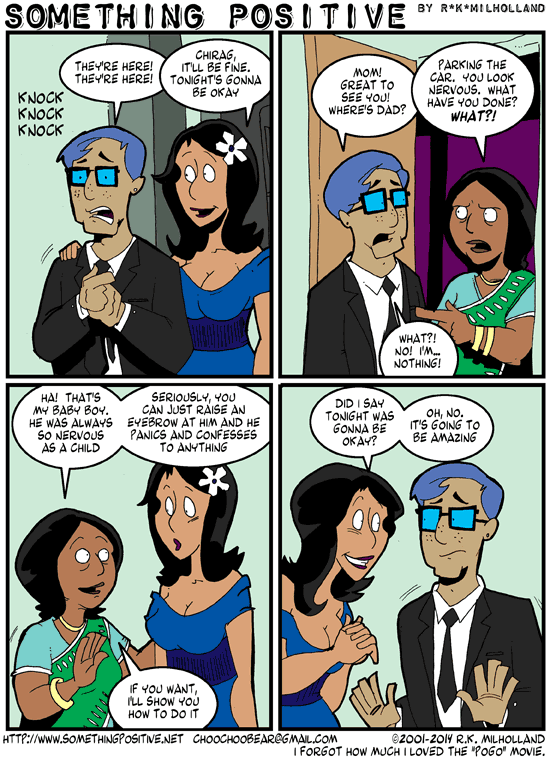 SOMETHING POSITIVE BY R*K*MILHOLLAND
THEY'RE HERE!
THEY'RE HERE!
CHIRAG,
IT'LL BE FINE.
TONIGHT'S GONNA
BE OKAY
KNOCK
KNOCK
KNOCK
MOM!
GREAT TO
SEE YOU!
WHERE'S DAD?
PARKING THE
CAR. YOU LOOK
NERVOUS. WHAT
HAVE YOU DONE?
WHAT?!
WHAT?!
NO! I'M...
NOTHING!
HA! THAT'S
MY BABY BOY.
HE WAS ALWAYS
SO NERVOUS
AS A CHILD
SERIOUSLY, YOU
CAN JUST RAISE AN
EYEBROW AT HIM AND HE
PANICS AND CONFESSES
TO ANYTHING
IF YOU WANT,
I'LL SHOW YOU
HOW TO DO IT
DID I SAY
TONIGHT WAS
GONNA BE
OKAY?
OH, NO.
IT'S GOING TO
BE AMAZING
HTTP://WWW.SOMETHINGPOSITIVE.NET CHOOCHOOBEAR@GMAIL.COM ©2001-2014 R.K. MILHOLLAND
I FORGOT HOW MUCH I LOVED THE "POGO" MOVIE.